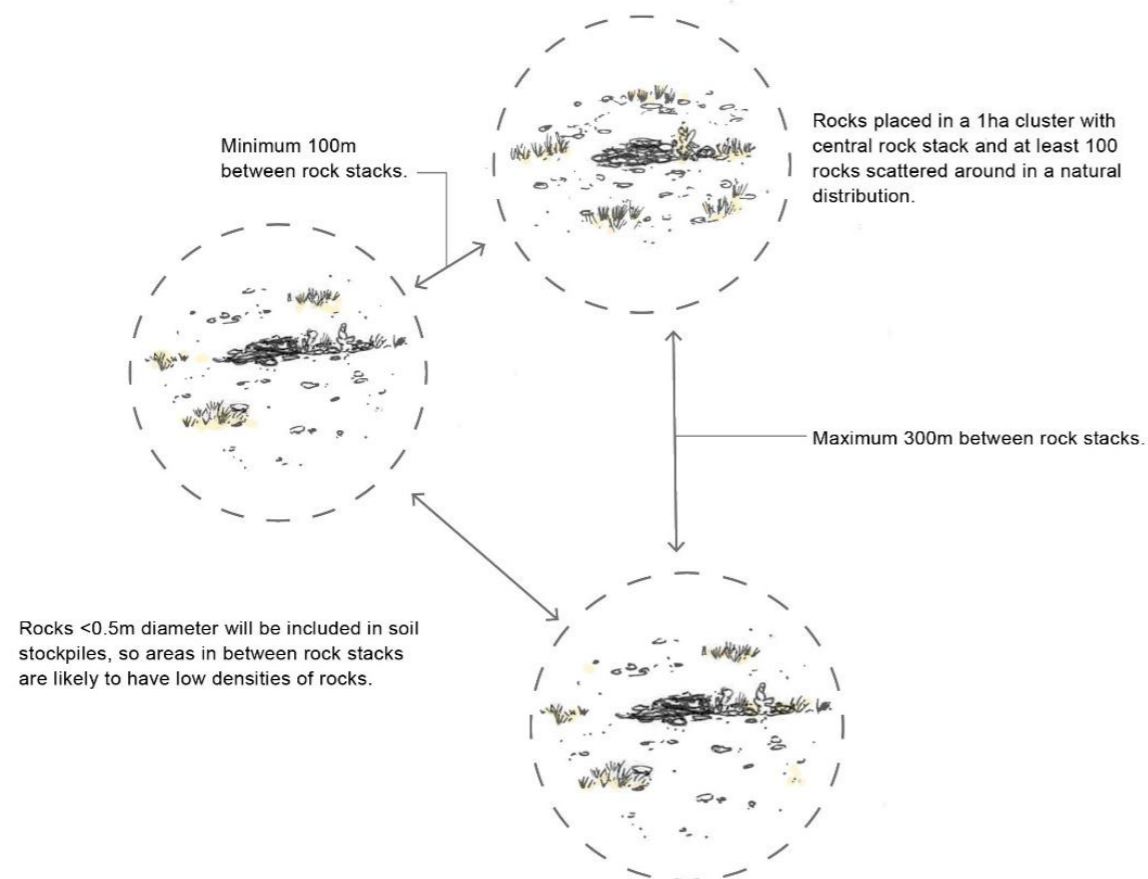 Minimum 100m
between rock stacks.
Rocks placed in a 1ha cluster with
central rock stack and at least 100
rocks scattered around in a natural
distribution.
Maximum 300m between rock stacks.
Rocks <0.5m diameter will be included in soil
stockpiles, so areas in between rock stacks
are likely to have low densities of rocks.